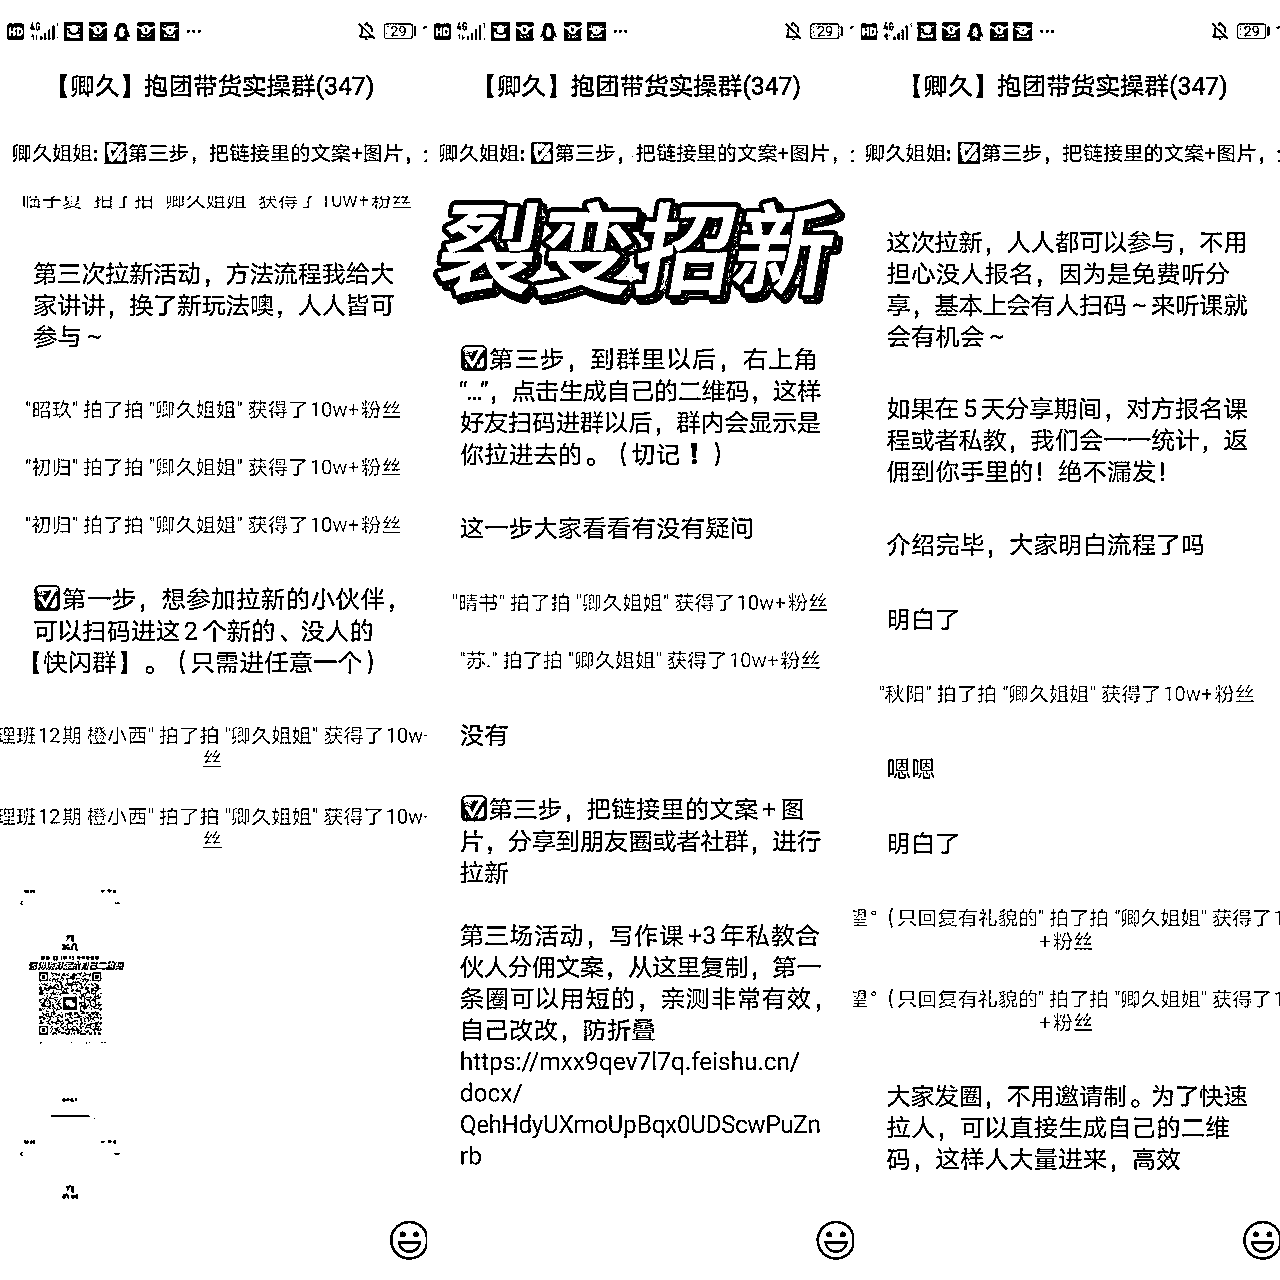 HD 4G 29
【卿久】抱团带货实操群(347)
卿久姐姐: 第三步，把链接里的文案+图片，
"临子夏" 拍了拍 "卿久姐姐" 获得了10w+粉丝
第三次拉新活动，方法流程我给大
家讲讲，换了新玩法噢，人人皆可
参与~
"昭玖" 拍了拍 "卿久姐姐" 获得了10w+粉丝
"初归" 拍了拍 "卿久姐姐" 获得了10w+粉丝
"初归" 拍了拍 "卿久姐姐" 获得了10w+粉丝
☑第一步，想参加拉新的小伙伴，
可以扫码进这2个新的、没人的
【快闪群】。（只需进任意一个）
理班12期 橙小西" 拍了拍 "卿久姐姐" 获得了10w
丝
理班12期 橙小西" 拍了拍 "卿久姐姐" 获得了10w
丝
HD 4G 29
【卿久】抱团带货实操群(347)
卿久姐姐: ☑第三步，把链接里的文案+图片，
裂变招新
☑第三步，到群里以后，右上角
“...”，点击生成自己的二维码，这样
好友扫码进群以后，群内会显示是
你拉进去的。（切记！）
这一步大家看看有没有疑问
"晴书" 拍了拍 "卿久姐姐" 获得了10w+粉丝
"苏." 拍了拍 "卿久姐姐" 获得了10w+粉丝
没有
☑第三步，把链接里的文案+图
片，分享到朋友圈或者社群，进行
拉新
第三场活动，写作课+3年私教合
伙人分佣文案，从这里复制，第一
条圈可以用短的，亲测非常有效，
自己改改，防折叠
https://mxx9qev7l7q.feishu.cn/
docx/
QehHdyUXmoUpBqx0UDScwPuZn
rb
HD 4G 29
【卿久】抱团带货实操群(347)
卿久姐姐: ☑第三步，把链接里的文案+图片，
这次拉新，人人都可以参与，不用
担心没人报名，因为是免费听分
享，基本上会有人扫码~来听课就
会有机会~
如果在5天分享期间，对方报名课
程或者私教，我们会一一统计，返
佣到你手里的！绝不漏发！
介绍完毕，大家明白流程了吗
明白了
"秋阳" 拍了拍 "卿久姐姐" 获得了10w+粉丝
嗯嗯
明白了
望°（只回复有礼貌的" 拍了拍 "卿久姐姐" 获得了1
+粉丝
望°（只回复有礼貌的" 拍了拍 "卿久姐姐" 获得了1
+粉丝
大家发圈，不用邀请制。为了快速
拉人，可以直接生成自己的二维
码，这样人大量进来，高效